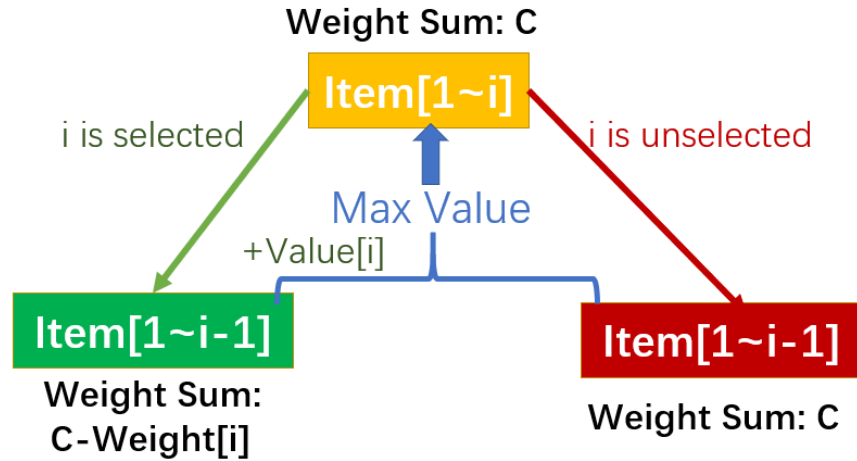 Weight Sum: C
Item[1~i]
i is selected
i is unselected
Max Value
+Value[i]
Item[1~i-1]
Item[1~i-1]
Weight Sum:
C-Weight[i]
Weight Sum: C